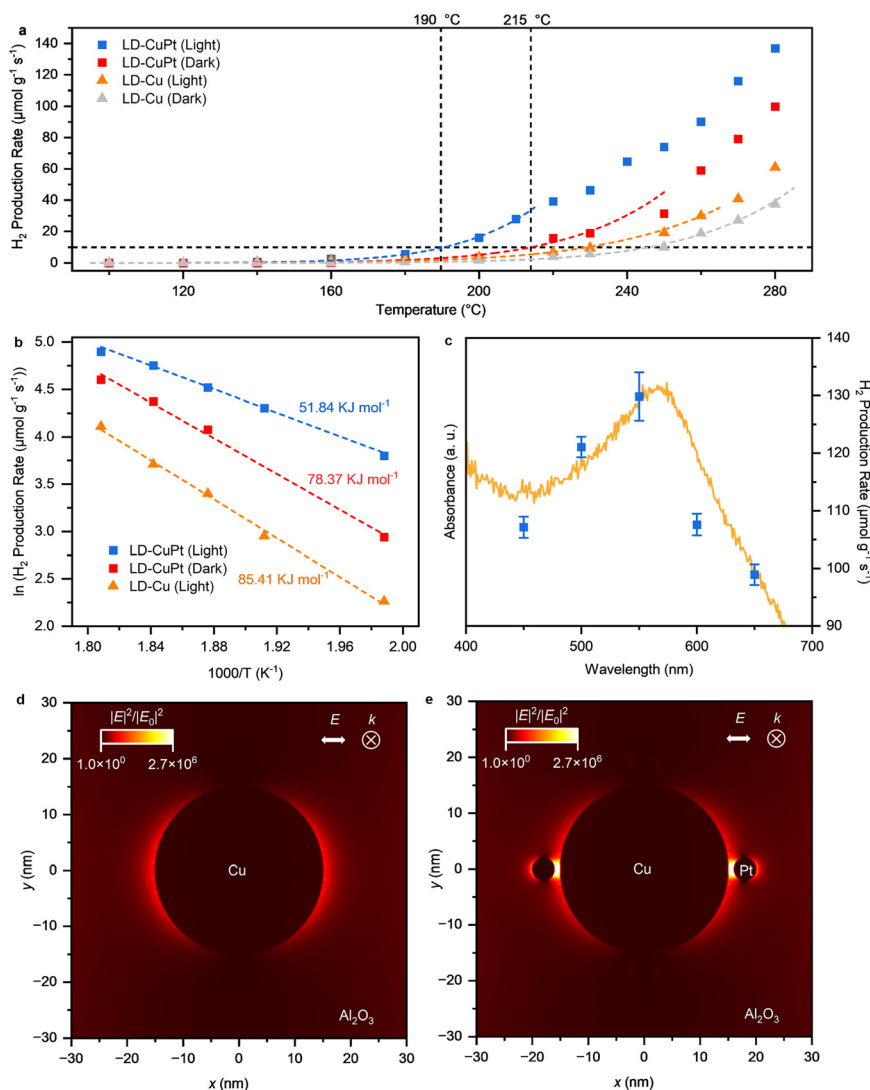 190 °C 215 °C
a
LD-CuPt (Light)
LD-CuPt (Dark)
LD-Cu (Light)
LD-Cu (Dark)
H₂ Production Rate (μmol g⁻¹ s⁻¹)
140
120
100
80
60
40
20
0
120 160 200 240 280
Temperature (°C)
b
ln (H₂ Production Rate (μmol g⁻¹ s⁻¹))
5.0
4.5
4.0
3.5
3.0
2.5
2.0
51.84 KJ mol⁻¹
78.37 KJ mol⁻¹
85.41 KJ mol⁻¹
LD-CuPt (Light)
LD-CuPt (Dark)
LD-Cu (Light)
1.80 1.84 1.88 1.92 1.96 2.00
1000/T (K⁻¹)
c
Absorbance (a. u.)
140
130
120
110
100
90
H₂ Production Rate (μmol g⁻¹ s⁻¹)
400 500 600 700
Wavelength (nm)
d
|E|²/|E₀|²
1.0×10⁰ 2.7×10⁶
E k
Cu
Al₂O₃
y (nm)
30
20
10
0
−10
−20
−30
−30 −20 −10 0 10 20 30
x (nm)
e
|E|²/|E₀|²
1.0×10⁰ 2.7×10⁶
E k
Cu
Pt
Al₂O₃
y (nm)
30
20
10
0
−10
−20
−30
−30 −20 −10 0 10 20 30
x (nm)